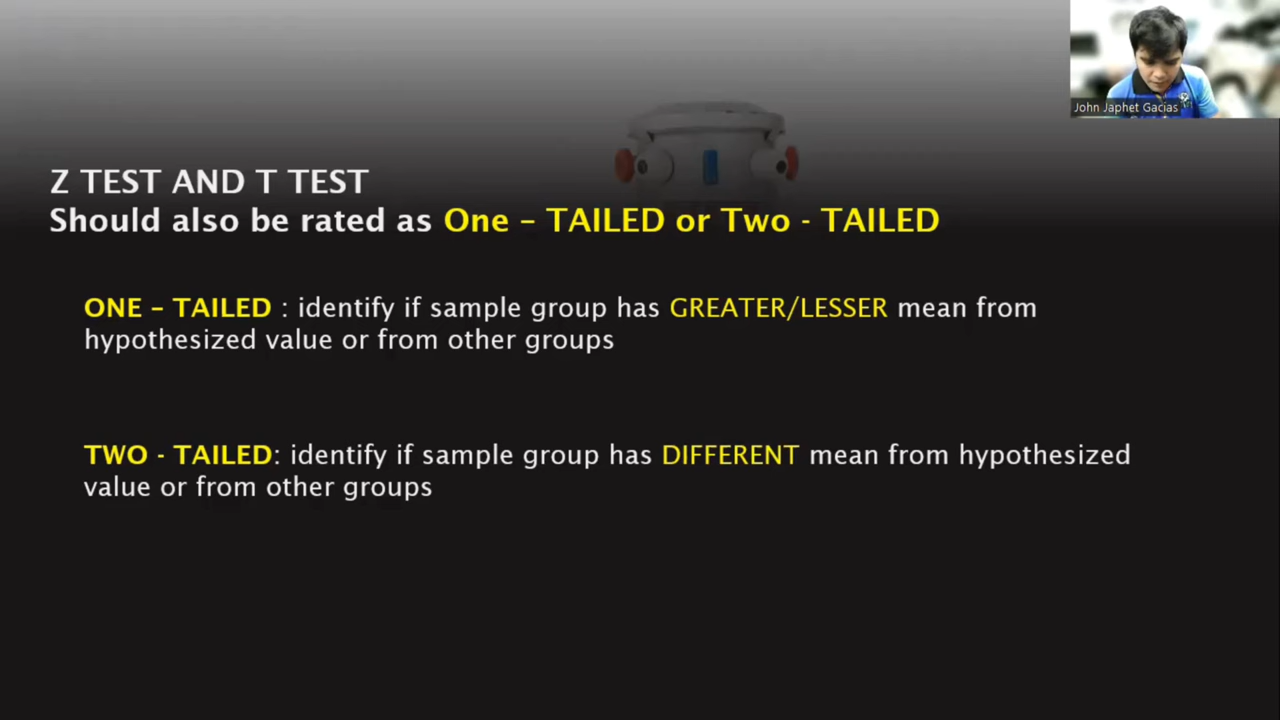 John Japhet Gacias
Z TEST AND T TEST
Should also be rated as One – TAILED or Two - TAILED
ONE – TAILED : identify if sample group has GREATER/LESSER mean from
hypothesized value or from other groups
TWO - TAILED: identify if sample group has DIFFERENT mean from hypothesized
value or from other groups